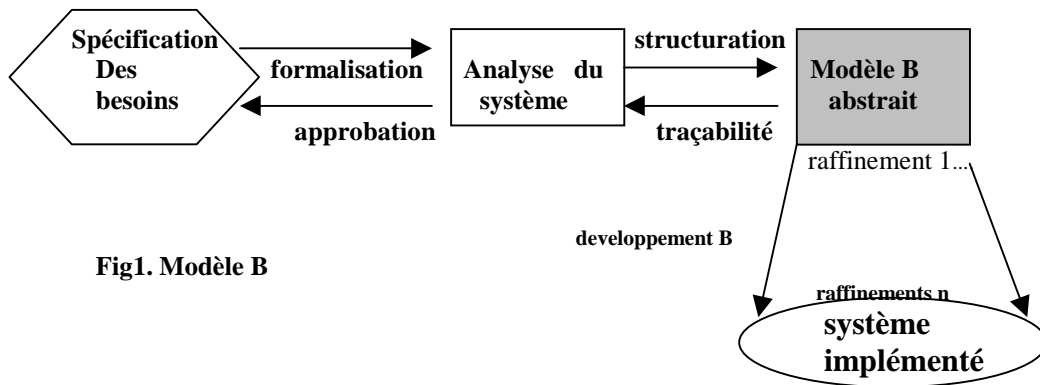 Spécification
Des
besoins
formalisation
approbation
Analyse du
système
structuration
traçabilité
Modèle B
abstrait
raffinement 1...
developpement B
Fig1. Modèle B
raffinements n
système
implémenté